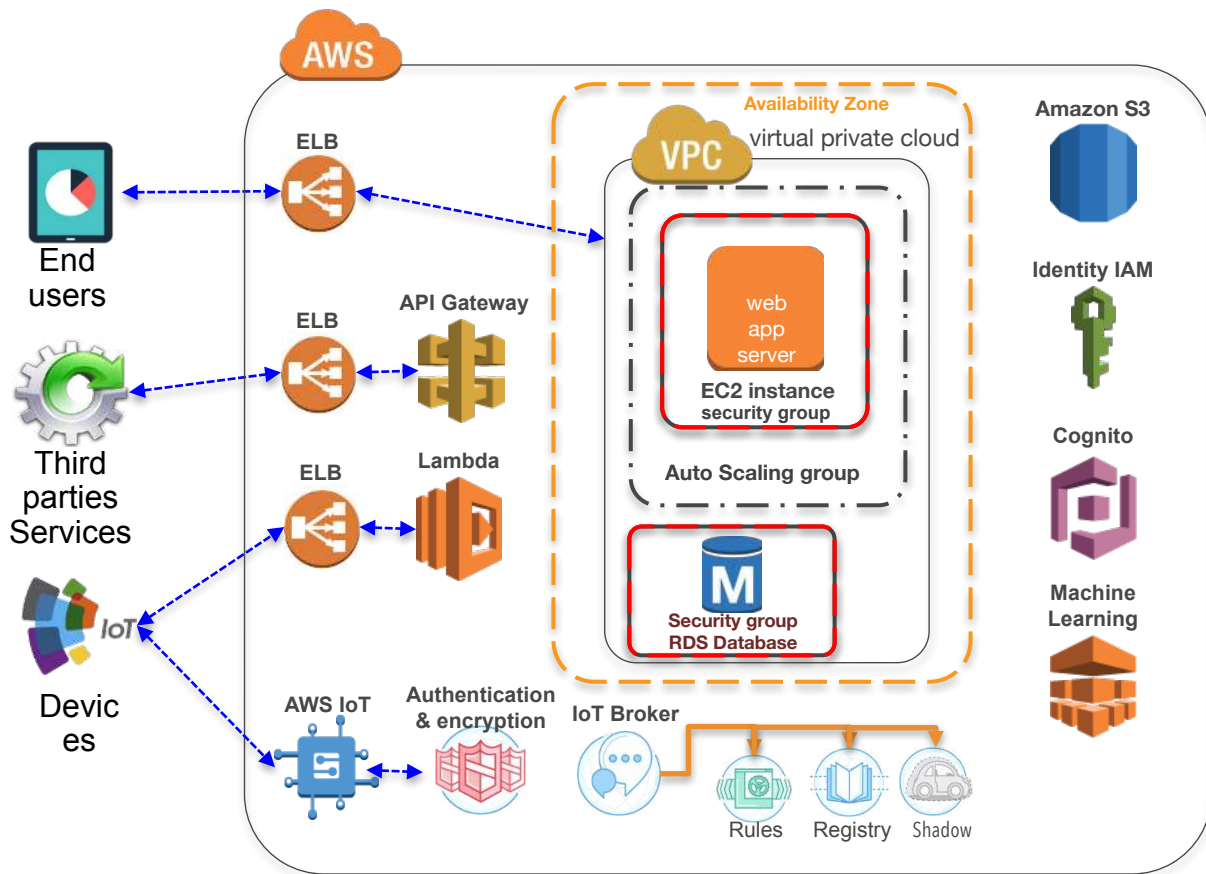 AWS
Availability Zone
VPC
virtual private cloud
Amazon S3
ELB
End
users
web
app
server
EC2 instance
security group
Identity IAM
ELB
API Gateway
Third
parties
Services
ELB
Lambda
Auto Scaling group
Cognito
M
Security group
RDS Database
Machine
Learning
IoT
Devic
es
AWS IoT
Authentication
& encryption
IoT Broker
Rules
Registry
Shadow